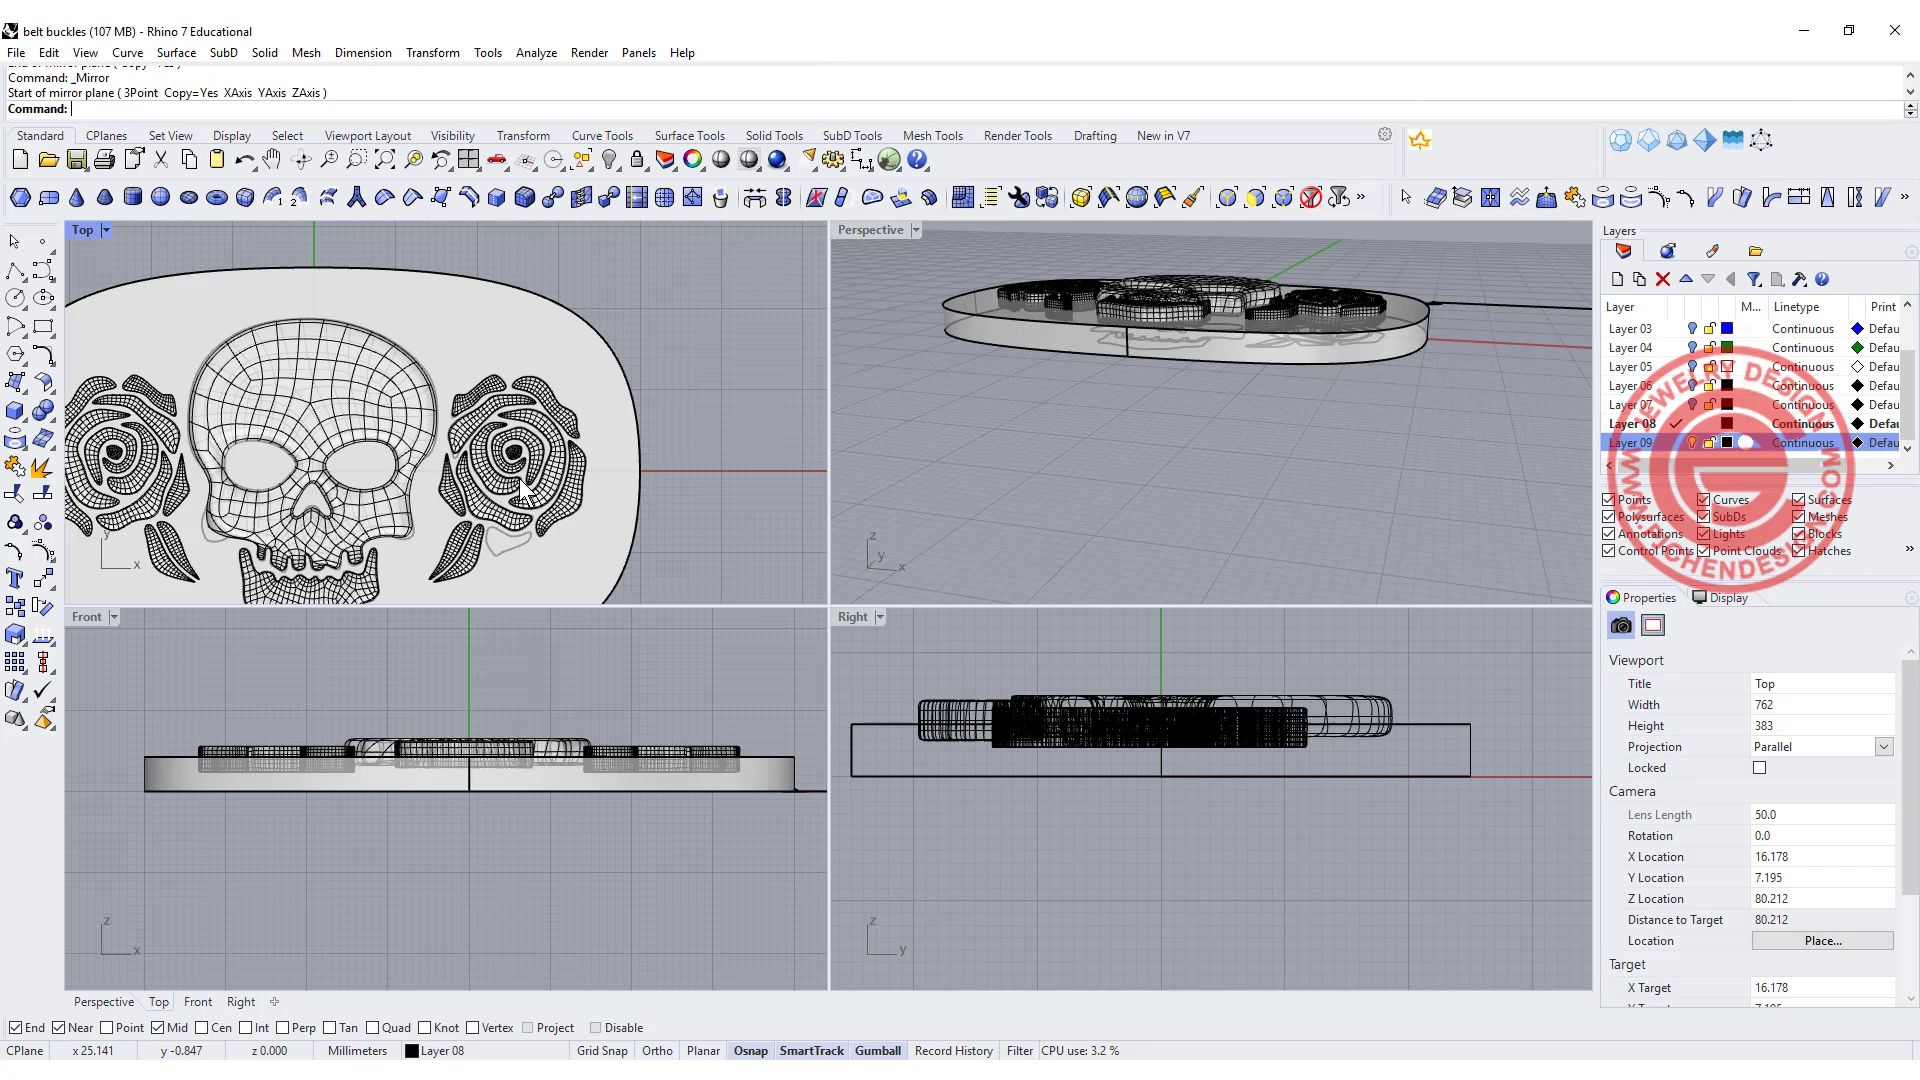 belt buckles (107 MB) - Rhino 7 Educational
File Edit View Curve Surface SubD Solid Mesh Dimension Transform Tools Analyze Render Panels Help
Command: _Mirror
Start of mirror plane ( 3Point Copy=Yes XAxis YAxis ZAxis )
Command:
Standard CPlanes Set View Display Select Viewport Layout Visibility Transform Curve Tools Surface Tools Solid Tools SubD Tools Mesh Tools Render Tools Drafting New in V7
Top
Perspective
Front
Right
Layers
Layer M... Linetype Print
Layer 03 Continuous Defau
Layer 04 Continuous Defau
Layer 05 Continuous Defau
Layer 06 Continuous Defau
Layer 07 Continuous Defau
Layer 08 Continuous Defau
Layer 09 Continuous Defau
Points Curves Surfaces
Polysurfaces SubDs Meshes
Annotations Lights Blocks
Control Points Point Clouds Hatches
JEWELRY DESIGN
WWW.PJCHENDESIGN.COM
Properties Display
Viewport
Title Top
Width 762
Height 383
Projection Parallel
Locked
Camera
Lens Length 50.0
Rotation 0.0
X Location 16.178
Y Location 7.195
Z Location 80.212
Distance to Target 80.212
Location Place...
Target
X Target 16.178
Perspective Top Front Right
End Near Point Mid Cen Int Perp Tan Quad Knot Vertex Project Disable
CPlane x 25.141 y -0.847 z 0.000 Millimeters Layer 08 Grid Snap Ortho Planar Osnap SmartTrack Gumball Record History Filter CPU use: 3.2 %